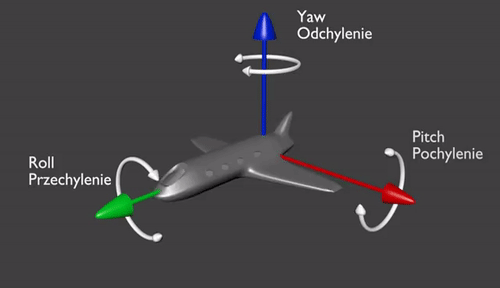 Yaw
Odchylenie
Pitch
Pochylenie
Roll
Przechylenie